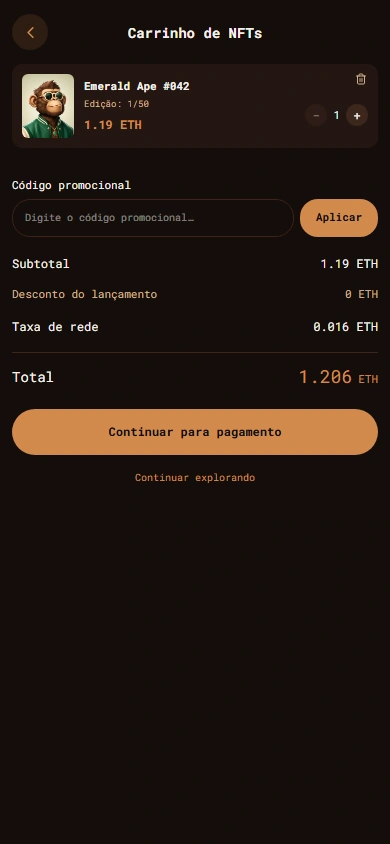 Carrinho de NFTs
Emerald Ape #042
Edição: 1/50
1.19 ETH
− 1 +
Código promocional
Digite o código promocional…
Aplicar
Subtotal 1.19 ETH
Desconto do lançamento 0 ETH
Taxa de rede 0.016 ETH
Total 1.206 ETH
Continuar para pagamento
Continuar explorando